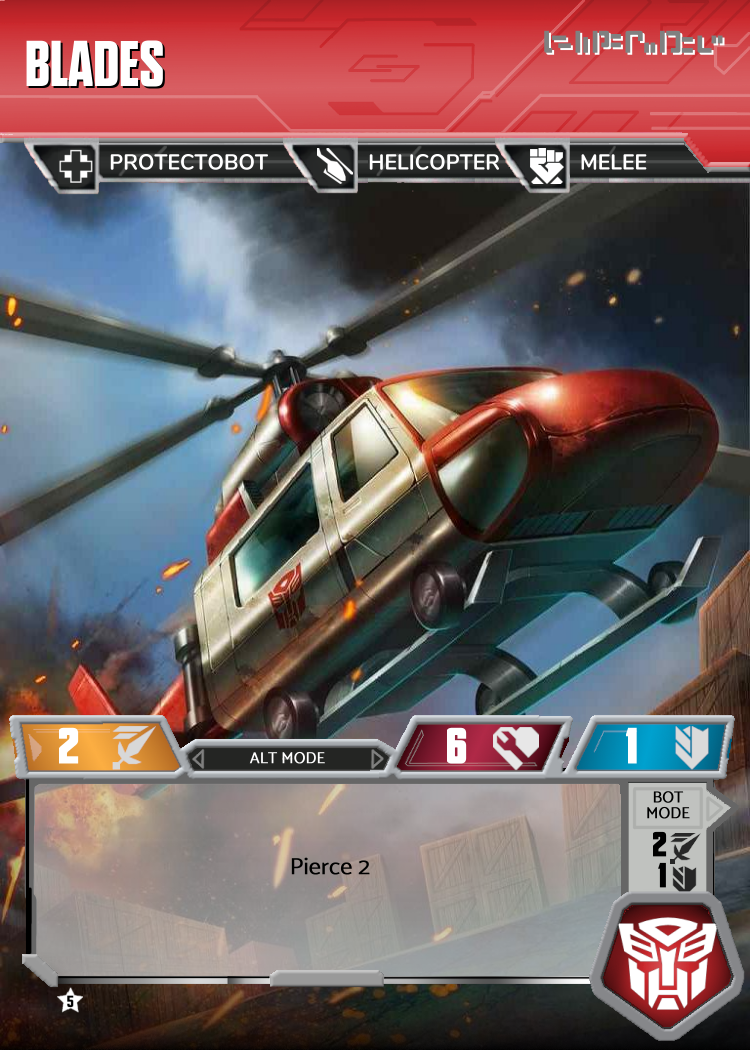 BLADES
PROTECTOBOT
HELICOPTER
MELEE
2
ALT MODE
6
1
BOT
MODE
2
1
Pierce 2
5